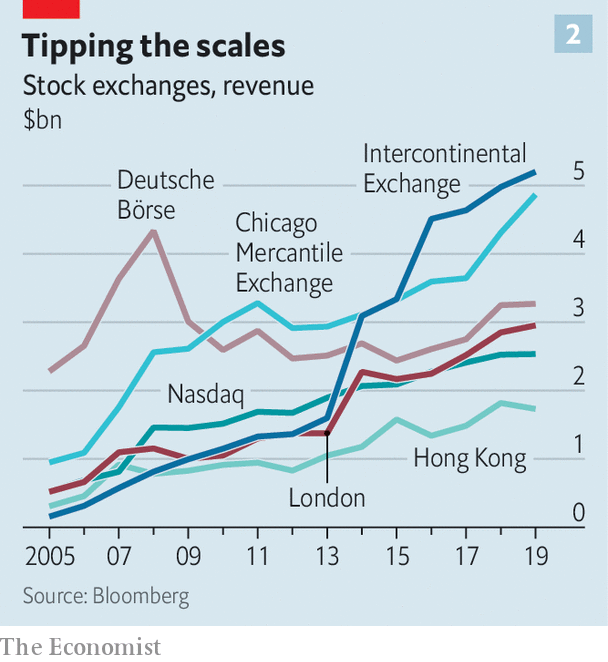 Tipping the scales
2
Stock exchanges, revenue
$bn
Intercontinental
Exchange
Deutsche
Börse
Chicago
Mercantile
Exchange
Nasdaq
Hong Kong
London
5
4
3
2
1
0
2005 07 09 11 13 15 17 19
Source: Bloomberg
The Economist